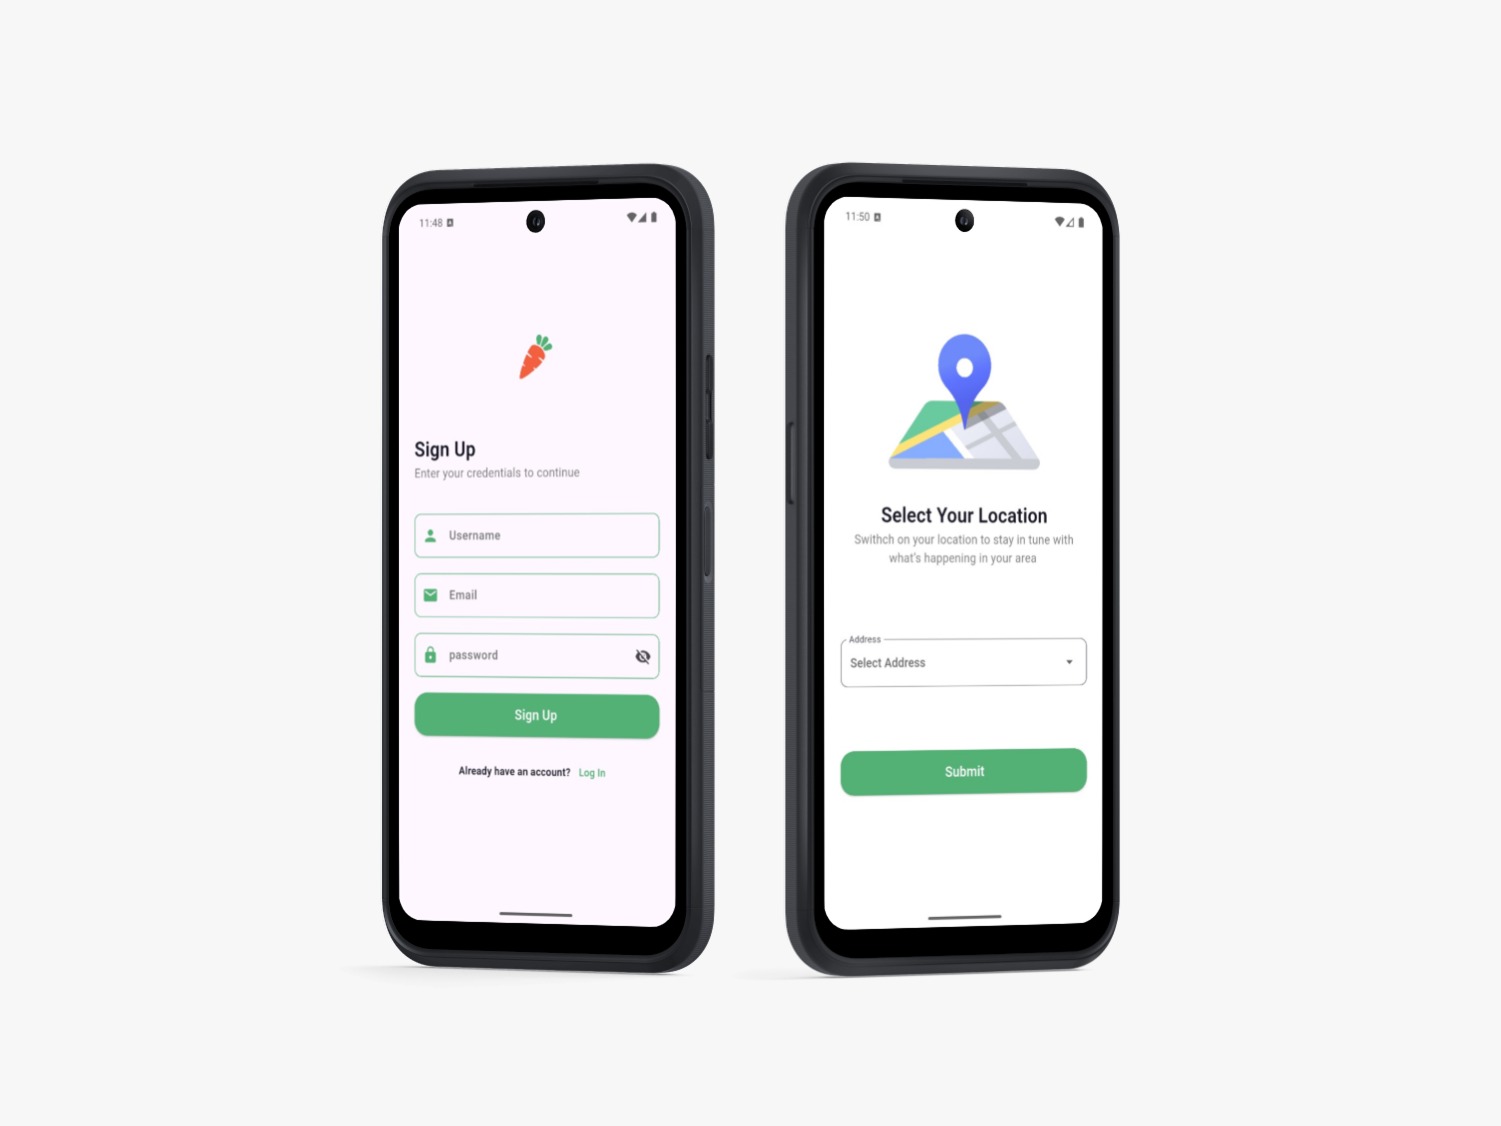 11:48
Sign Up
Enter your credentials to continue
Username
Email
password
Sign Up
Already have an account? Log In
11:50
Select Your Location
Swithch on your location to stay in tune with
what's happening in your area
Address
Select Address
Submit